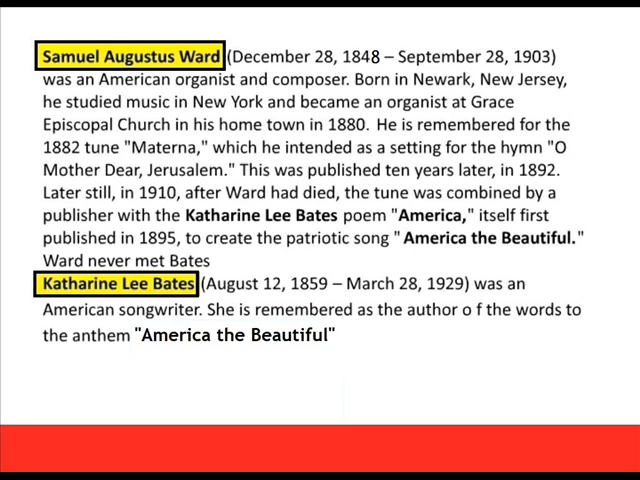 Samuel Augustus Ward (December 28, 1848 – September 28, 1903)
was an American organist and composer. Born in Newark, New Jersey,
he studied music in New York and became an organist at Grace
Episcopal Church in his home town in 1880. He is remembered for the
1882 tune "Materna," which he intended as a setting for the hymn "O
Mother Dear, Jerusalem." This was published ten years later, in 1892.
Later still, in 1910, after Ward had died, the tune was combined by a
publisher with the Katharine Lee Bates poem "America," itself first
published in 1895, to create the patriotic song " America the Beautiful."
Ward never met Bates
Katharine Lee Bates (August 12, 1859 – March 28, 1929) was an
American songwriter. She is remembered as the author o f the words to
the anthem "America the Beautiful"